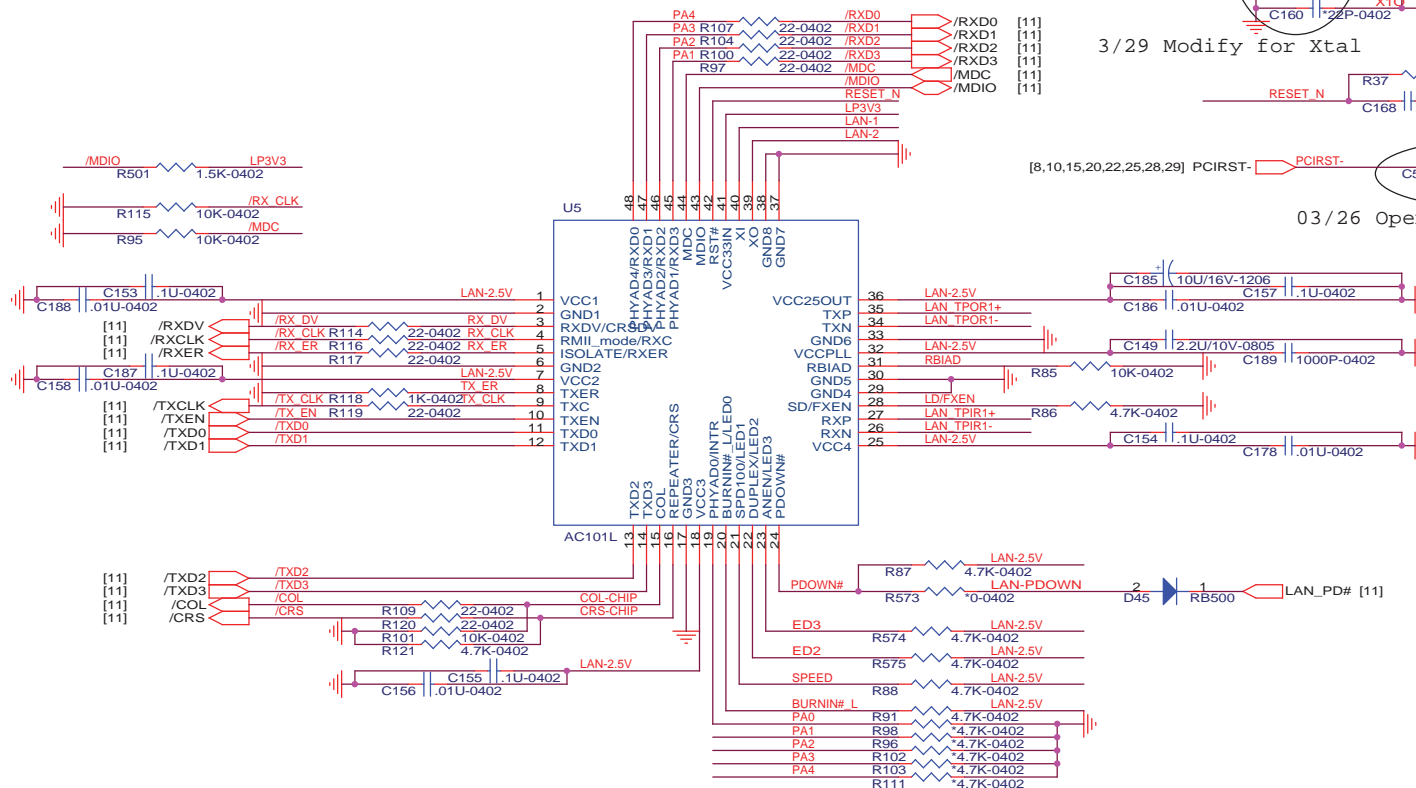 PA4 /RXD0 /RXD0 [11]
PA3 R107 22-0402 /RXD1 /RXD1 [11]
PA2 R104 22-0402 /RXD2 /RXD2 [11]
PA1 R100 22-0402 /RXD3 /RXD3 [11]
R97 22-0402 /MDC /MDC [11]
/MDIO /MDIO [11]
RESET_N
LP3V3
LAN-1
LAN-2
C160 *22P-0402
3/29 Modify for Xtal
R37
RESET_N
C168
[8,10,15,20,22,25,28,29] PCIRST- PCIRST-
03/26
/MDIO LP3V3
R501 1.5K-0402
/RX_CLK
R115 10K-0402
/MDC
R95 10K-0402
48 47 46 45 44 43 42 41 40 39 38 37
U5
PHYAD4/RXD0
PHYAD3/RXD1
PHYAD2/RXD2
PHYAD1/RXD3
MDC
MDIO
RST#
VCC33IN
XI
XO
GND8
GND7
C153 .1U-0402
C188 .01U-0402
LAN-2.5V 1 VCC1
2 GND1
[11] /RXDV /RX_DV R114 22-0402 RX_DV 3 RXDV/CRSDV
[11] /RXCLK /RX_CLK R116 22-0402 RX_CLK 4 RMII_mode/RXC
[11] /RXER /RX_ER R117 22-0402 RX_ER 5 ISOLATE/RXER
6 GND2
C187 .1U-0402
C158 .01U-0402
LAN-2.5V 7 VCC2
TX_ER 8 TXER
R118 1K-0402
[11] /TXCLK /TX_CLK R119 22-0402 TX_CLK 9 TXC
[11] /TXEN /TX_EN 10 TXEN
[11] /TXD0 /TXD0 11 TXD0
[11] /TXD1 /TXD1 12 TXD1
VCC25OUT 36 LAN-2.5V
TXP 35 LAN_TPOR1+
TXN 34 LAN_TPOR1-
GND6 33
VCCPLL 32 LAN-2.5V
RBIAD 31 RBIAD
GND5 30
GND4 29
SD/FXEN 28 LD/FXEN
RXP 27 LAN_TPIR1+
RXN 26 LAN_TPIR1-
VCC4 25 LAN-2.5V
C185 + 10U/16V-1206
C157 .1U-0402
C186 .01U-0402
C149 2.2U/10V-0805
C189 1000P-0402
R85 10K-0402
R86 4.7K-0402
C154 .1U-0402
C178 .01U-0402
TXD2
TXD3
COL
REPEATER/CRS
GND3
VCC3
PHYAD0/INTR
BURNIN#_L/LED0
SPD100/LED1
DUPLEX/LED2
ANEN/LED3
PDOWN#
AC101L
13 14 15 16 17 18 19 20 21 22 23 24
[11] /TXD2 /TXD2
[11] /TXD3 /TXD3
[11] /COL /COL COL-CHIP
[11] /CRS /CRS CRS-CHIP
R109 22-0402
R120 22-0402
R101 10K-0402
R121 4.7K-0402
C155 .1U-0402
C156 .01U-0402
LAN-2.5V
LAN-2.5V
R87 4.7K-0402
PDOWN# LAN-PDOWN
R573 *0-0402
2 D45 1 RB500
LAN_PD# [11]
ED3 LAN-2.5V
R574 4.7K-0402
ED2 LAN-2.5V
R575 4.7K-0402
SPEED LAN-2.5V
R88 4.7K-0402
BURNIN#_L LAN-2.5V
R91 4.7K-0402
PA0
R98 *4.7K-0402
PA1
R96 *4.7K-0402
PA2
R102 *4.7K-0402
PA3
R103 *4.7K-0402
PA4
R111 *4.7K-0402